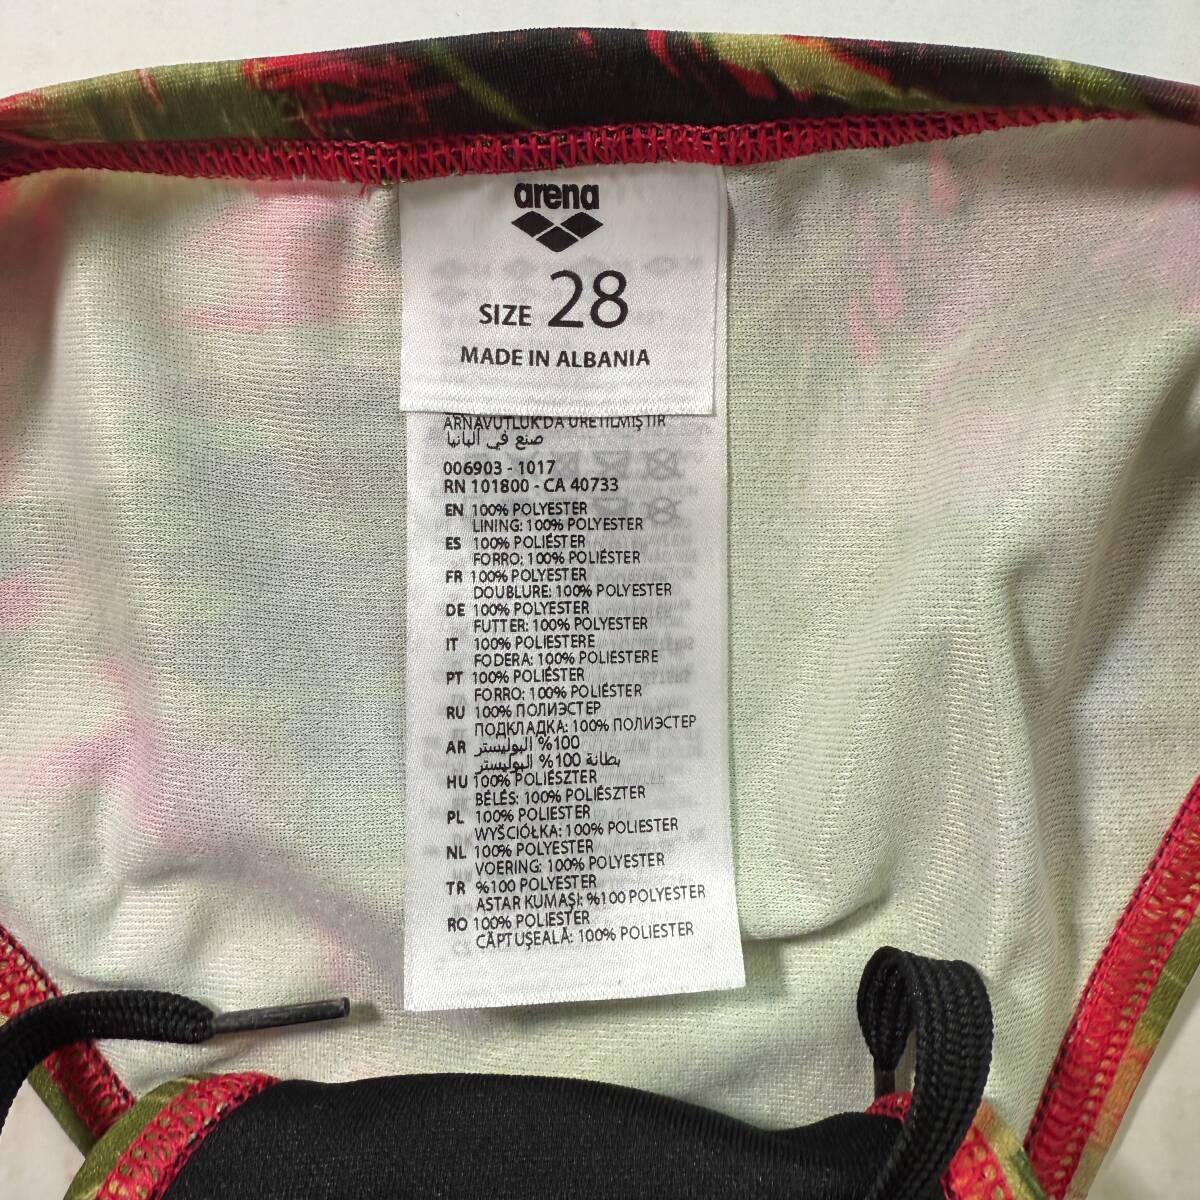 arena
SIZE 28
MADE IN ALBANIA
ARNAVUTLUK'DA ÜRETİLMİŞTİR
صنع في ألبانيا
006903 - 1017
RN 101800 - CA 40733
EN 100% POLYESTER
LINING: 100% POLYESTER
ES 100% POLIÉSTER
FORRO: 100% POLIÉSTER
FR 100% POLYESTER
DOUBLURE: 100% POLYESTER
DE 100% POLYESTER
FUTTER: 100% POLYESTER
IT 100% POLIESTERE
FODERA: 100% POLIESTERE
PT 100% POLIÉSTER
FORRO: 100% POLIÉSTER
RU 100% ПОЛИЭСТЕР
ПОДКЛАДКА: 100% ПОЛИЭСТЕР
AR 100% البوليستر
بطانة 100% البوليستر
HU 100% POLIÉSZTER
BÉLÉS: 100% POLIÉSZTER
PL 100% POLIESTER
WYŚCIÓŁKA: 100% POLIESTER
NL 100% POLYESTER
VOERING: 100% POLYESTER
TR %100 POLYESTER
ASTAR KUMAŞI: %100 POLYESTER
RO 100% POLIESTER
CĂPTUŞEALĂ: 100% POLIESTER